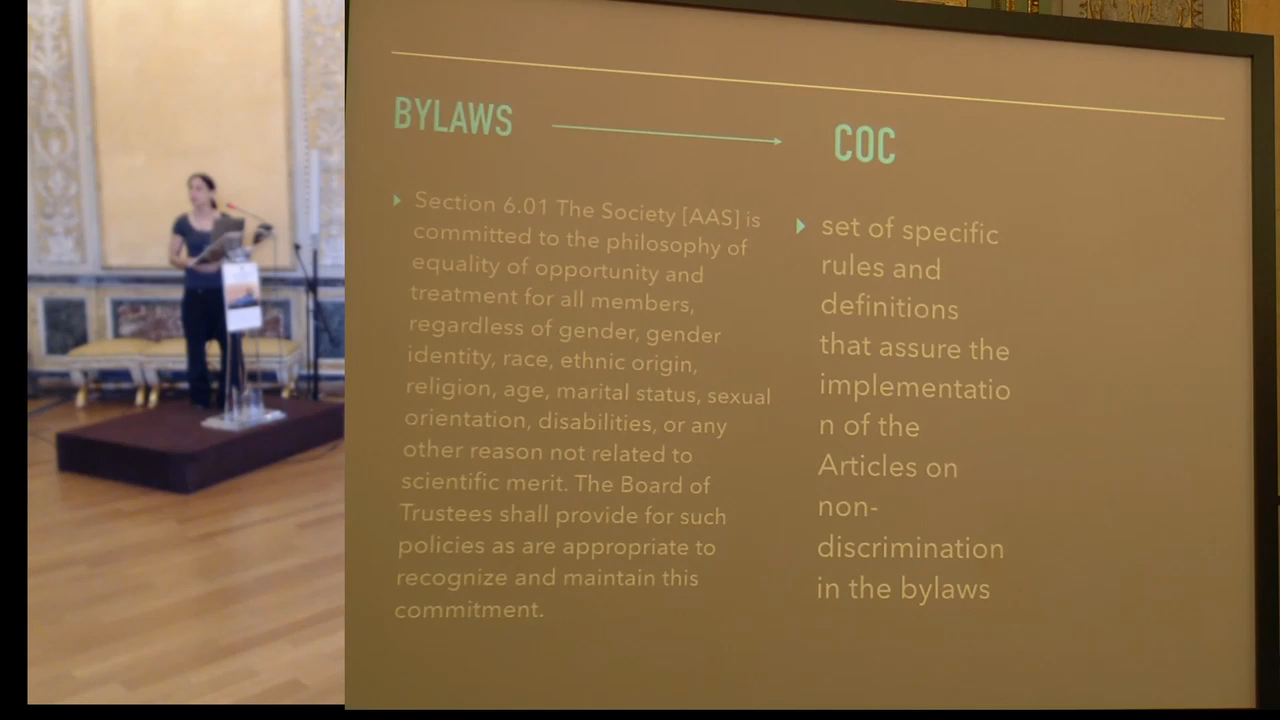 BYLAWS
Section 6.01 The Society [AAS] is
committed to the philosophy of
equality of opportunity and
treatment for all members,
regardless of gender, gender
identity, race, ethnic origin,
religion, age, marital status, sexual
orientation, disabilities, or any
other reason not related to
scientific merit. The Board of
Trustees shall provide for such
policies as are appropriate to
recognize and maintain this
commitment.
COC
set of specific
rules and
definitions
that assure the
implementatio
n of the
Articles on
non-
discrimination
in the bylaws